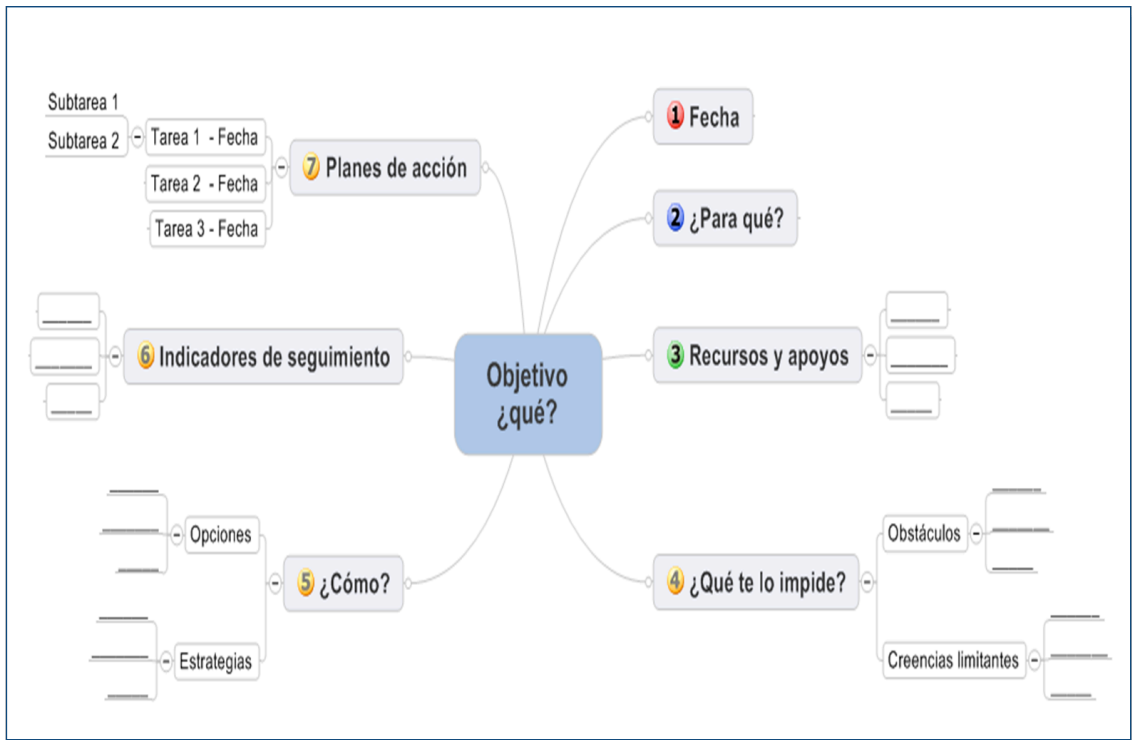 Objetivo
¿qué?
1 Fecha
2 ¿Para qué?
3 Recursos y apoyos
4 ¿Qué te lo impide?
Obstáculos
Creencias limitantes
5 ¿Cómo?
Opciones
Estrategias
6 Indicadores de seguimiento
7 Planes de acción
Tarea 1 - Fecha
Subtarea 1
Subtarea 2
Tarea 2 - Fecha
Tarea 3 - Fecha